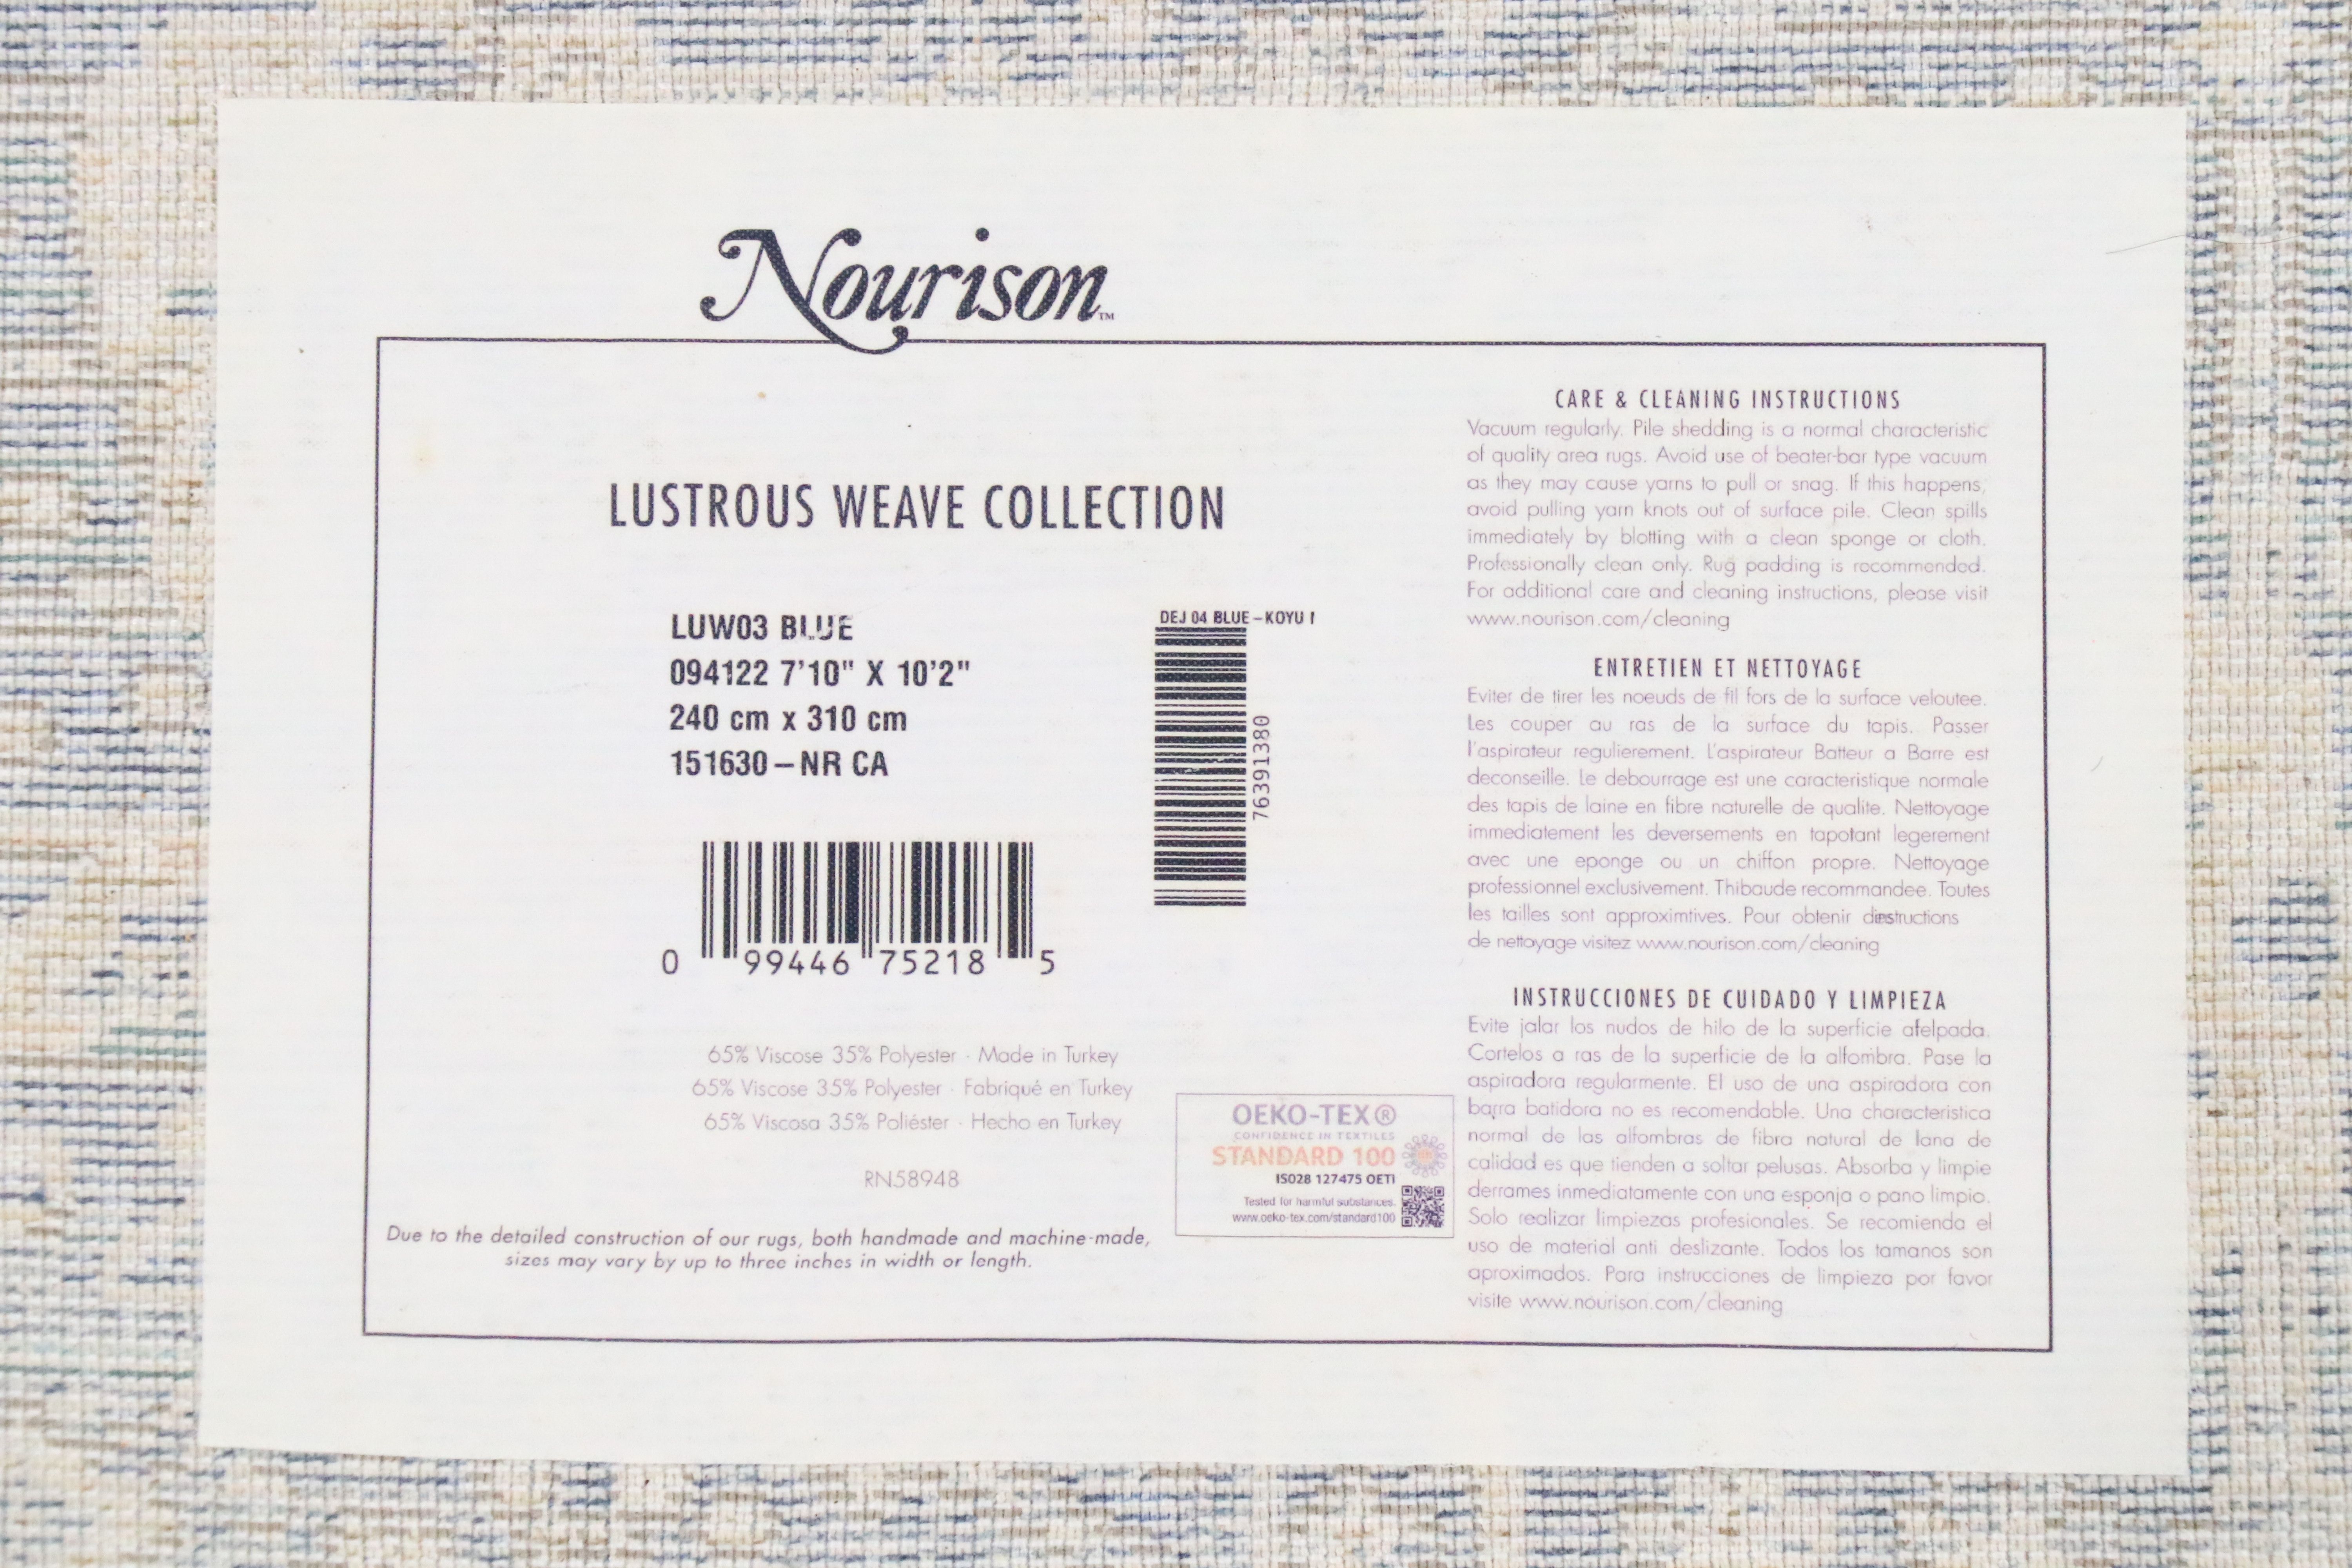 Nourison™
LUSTROUS WEAVE COLLECTION
LUW03 BLUE
094122 7'10" X 10'2"
240 cm x 310 cm
151630-NR CA
0 99446 75218 5
DEJ 04 BLUE-KOYU
76391380
65% Viscose 35% Polyester · Made in Turkey
65% Viscose 35% Polyester · Fabriqué en Turkey
65% Viscosa 35% Poliéster · Hecho en Turkey
RN58948
Due to the detailed construction of our rugs, both handmade and machine-made,
sizes may vary by up to three inches in width or length.
OEKO-TEX®
CONFIDENCE IN TEXTILES
STANDARD 100
IS028 127475 OETI
Tested for harmful substances.
www.oeko-tex.com/standard100
CARE & CLEANING INSTRUCTIONS
Vacuum regularly. Pile shedding is a normal characteristic
of quality area rugs. Avoid use of beater-bar type vacuum
as they may cause yarns to pull or snag. If this happens,
avoid pulling yarn knots out of surface pile. Clean spills
immediately by blotting with a clean sponge or cloth.
Professionally clean only. Rug padding is recommended.
For additional care and cleaning instructions, please visit
www.nourison.com/cleaning
ENTRETIEN ET NETTOYAGE
Eviter de tirer les noeuds de fil fors de la surface veloutee.
Les couper au ras de la surface du tapis. Passer
l'aspirateur regulierement. L'aspirateur Batteur a Barre est
deconseille. Le debourrage est une caracteristique normale
des tapis de laine en fibre naturelle de qualite. Nettoyage
immediatement les deversements en tapotant legerement
avec une eponge ou un chiffon propre. Nettoyage
professionnel exclusivement. Thibaude recommandee. Toutes
les tailles sont approximtives. Pour obtenir dinstructions
de nettoyage visitez www.nourison.com/cleaning
INSTRUCCIONES DE CUIDADO Y LIMPIEZA
Evite jalar los nudos de hilo de la superficie afelpada.
Cortelos a ras de la superficie de la alfombra. Pase la
aspiradora regularmente. El uso de una aspiradora con
barra batidora no es recomendable. Una characteristica
normal de las alfombras de fibra natural de lana de
calidad es que tienden a soltar pelusas. Absorba y limpie
derrames inmediatamente con una esponja o pano limpio.
Solo realizar limpiezas profesionales. Se recomienda el
uso de material anti deslizante. Todos los tamanos son
aproximados. Para instrucciones de limpieza por favor
visite www.nourison.com/cleaning